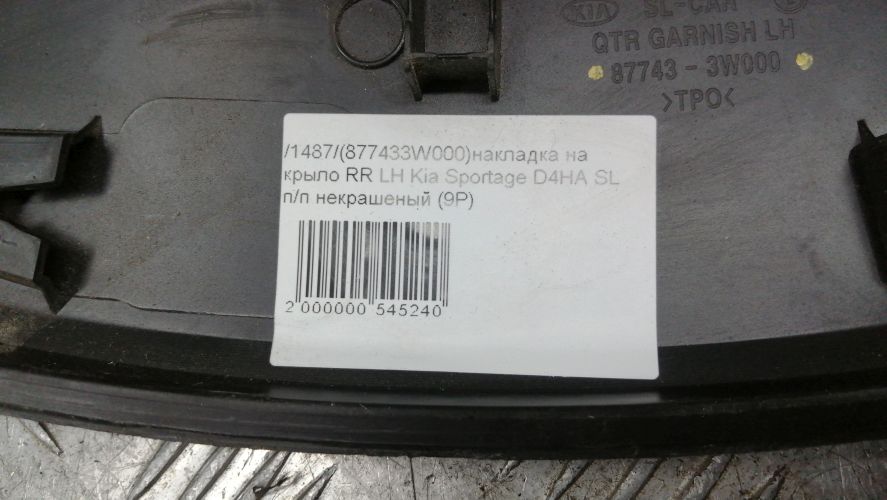 KIA SL-CAR
QTR GARNISH LH
87743 - 3W000
>TPO<
/1487/(877433W000)накладка на
крыло RR LH Kia Sportage D4HA SL
п/п некрашеный (9P)
2 000000 545240